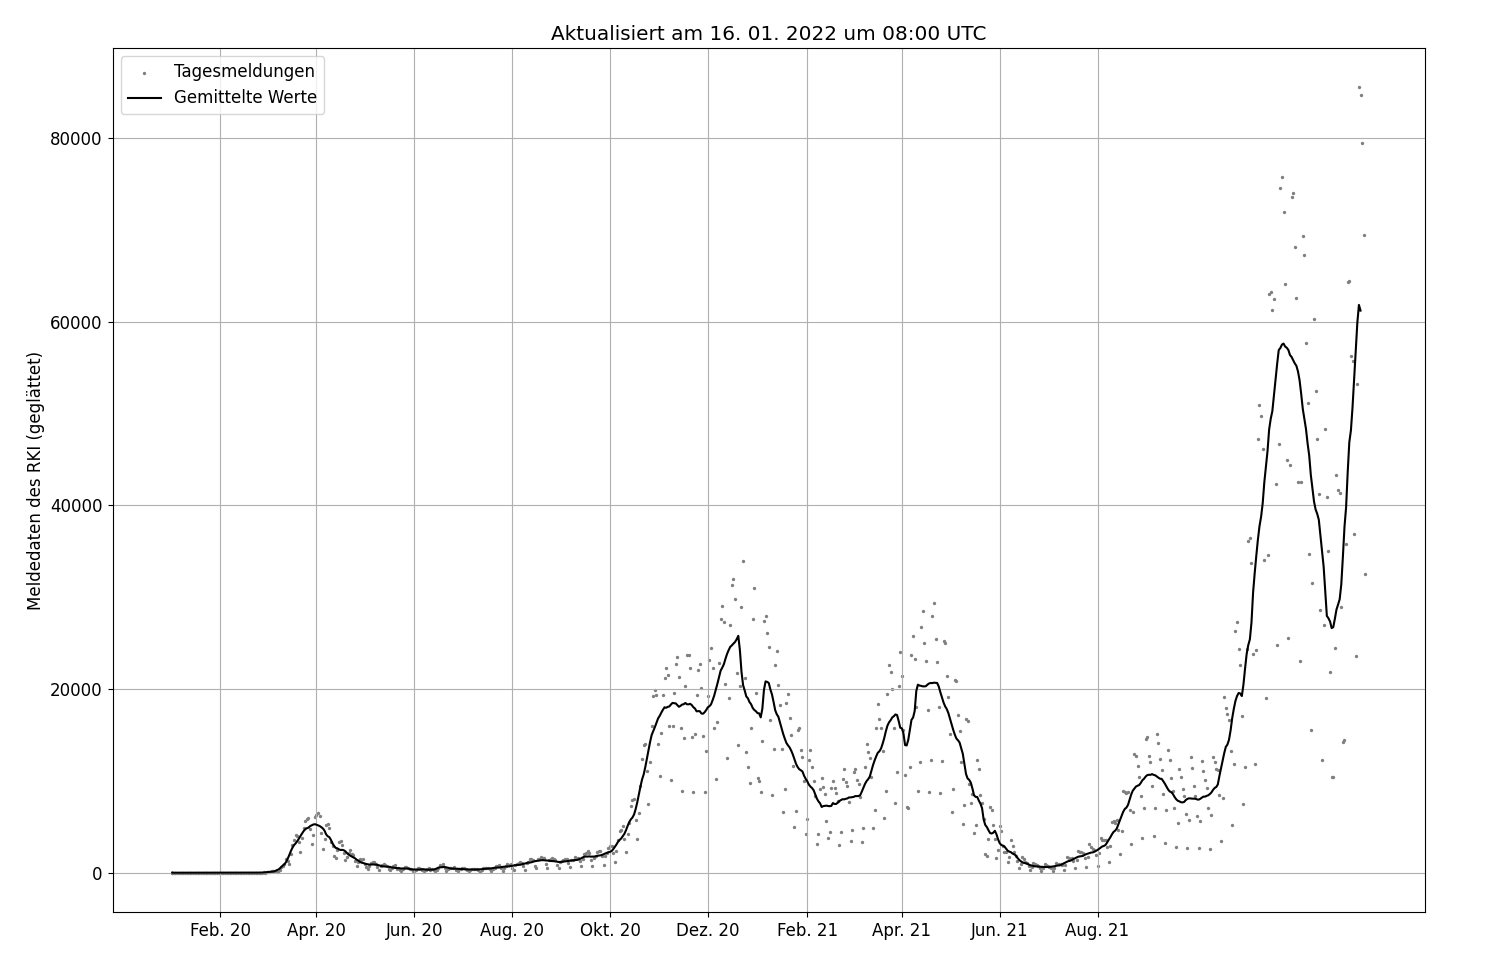 Aktualisiert am 16. 01. 2022 um 08:00 UTC
Tagesmeldungen
Gemittelte Werte
Meldedaten des RKI (geglättet)
80000
60000
40000
20000
0
Feb. 20 Apr. 20 Jun. 20 Aug. 20 Okt. 20 Dez. 20 Feb. 21 Apr. 21 Jun. 21 Aug. 21